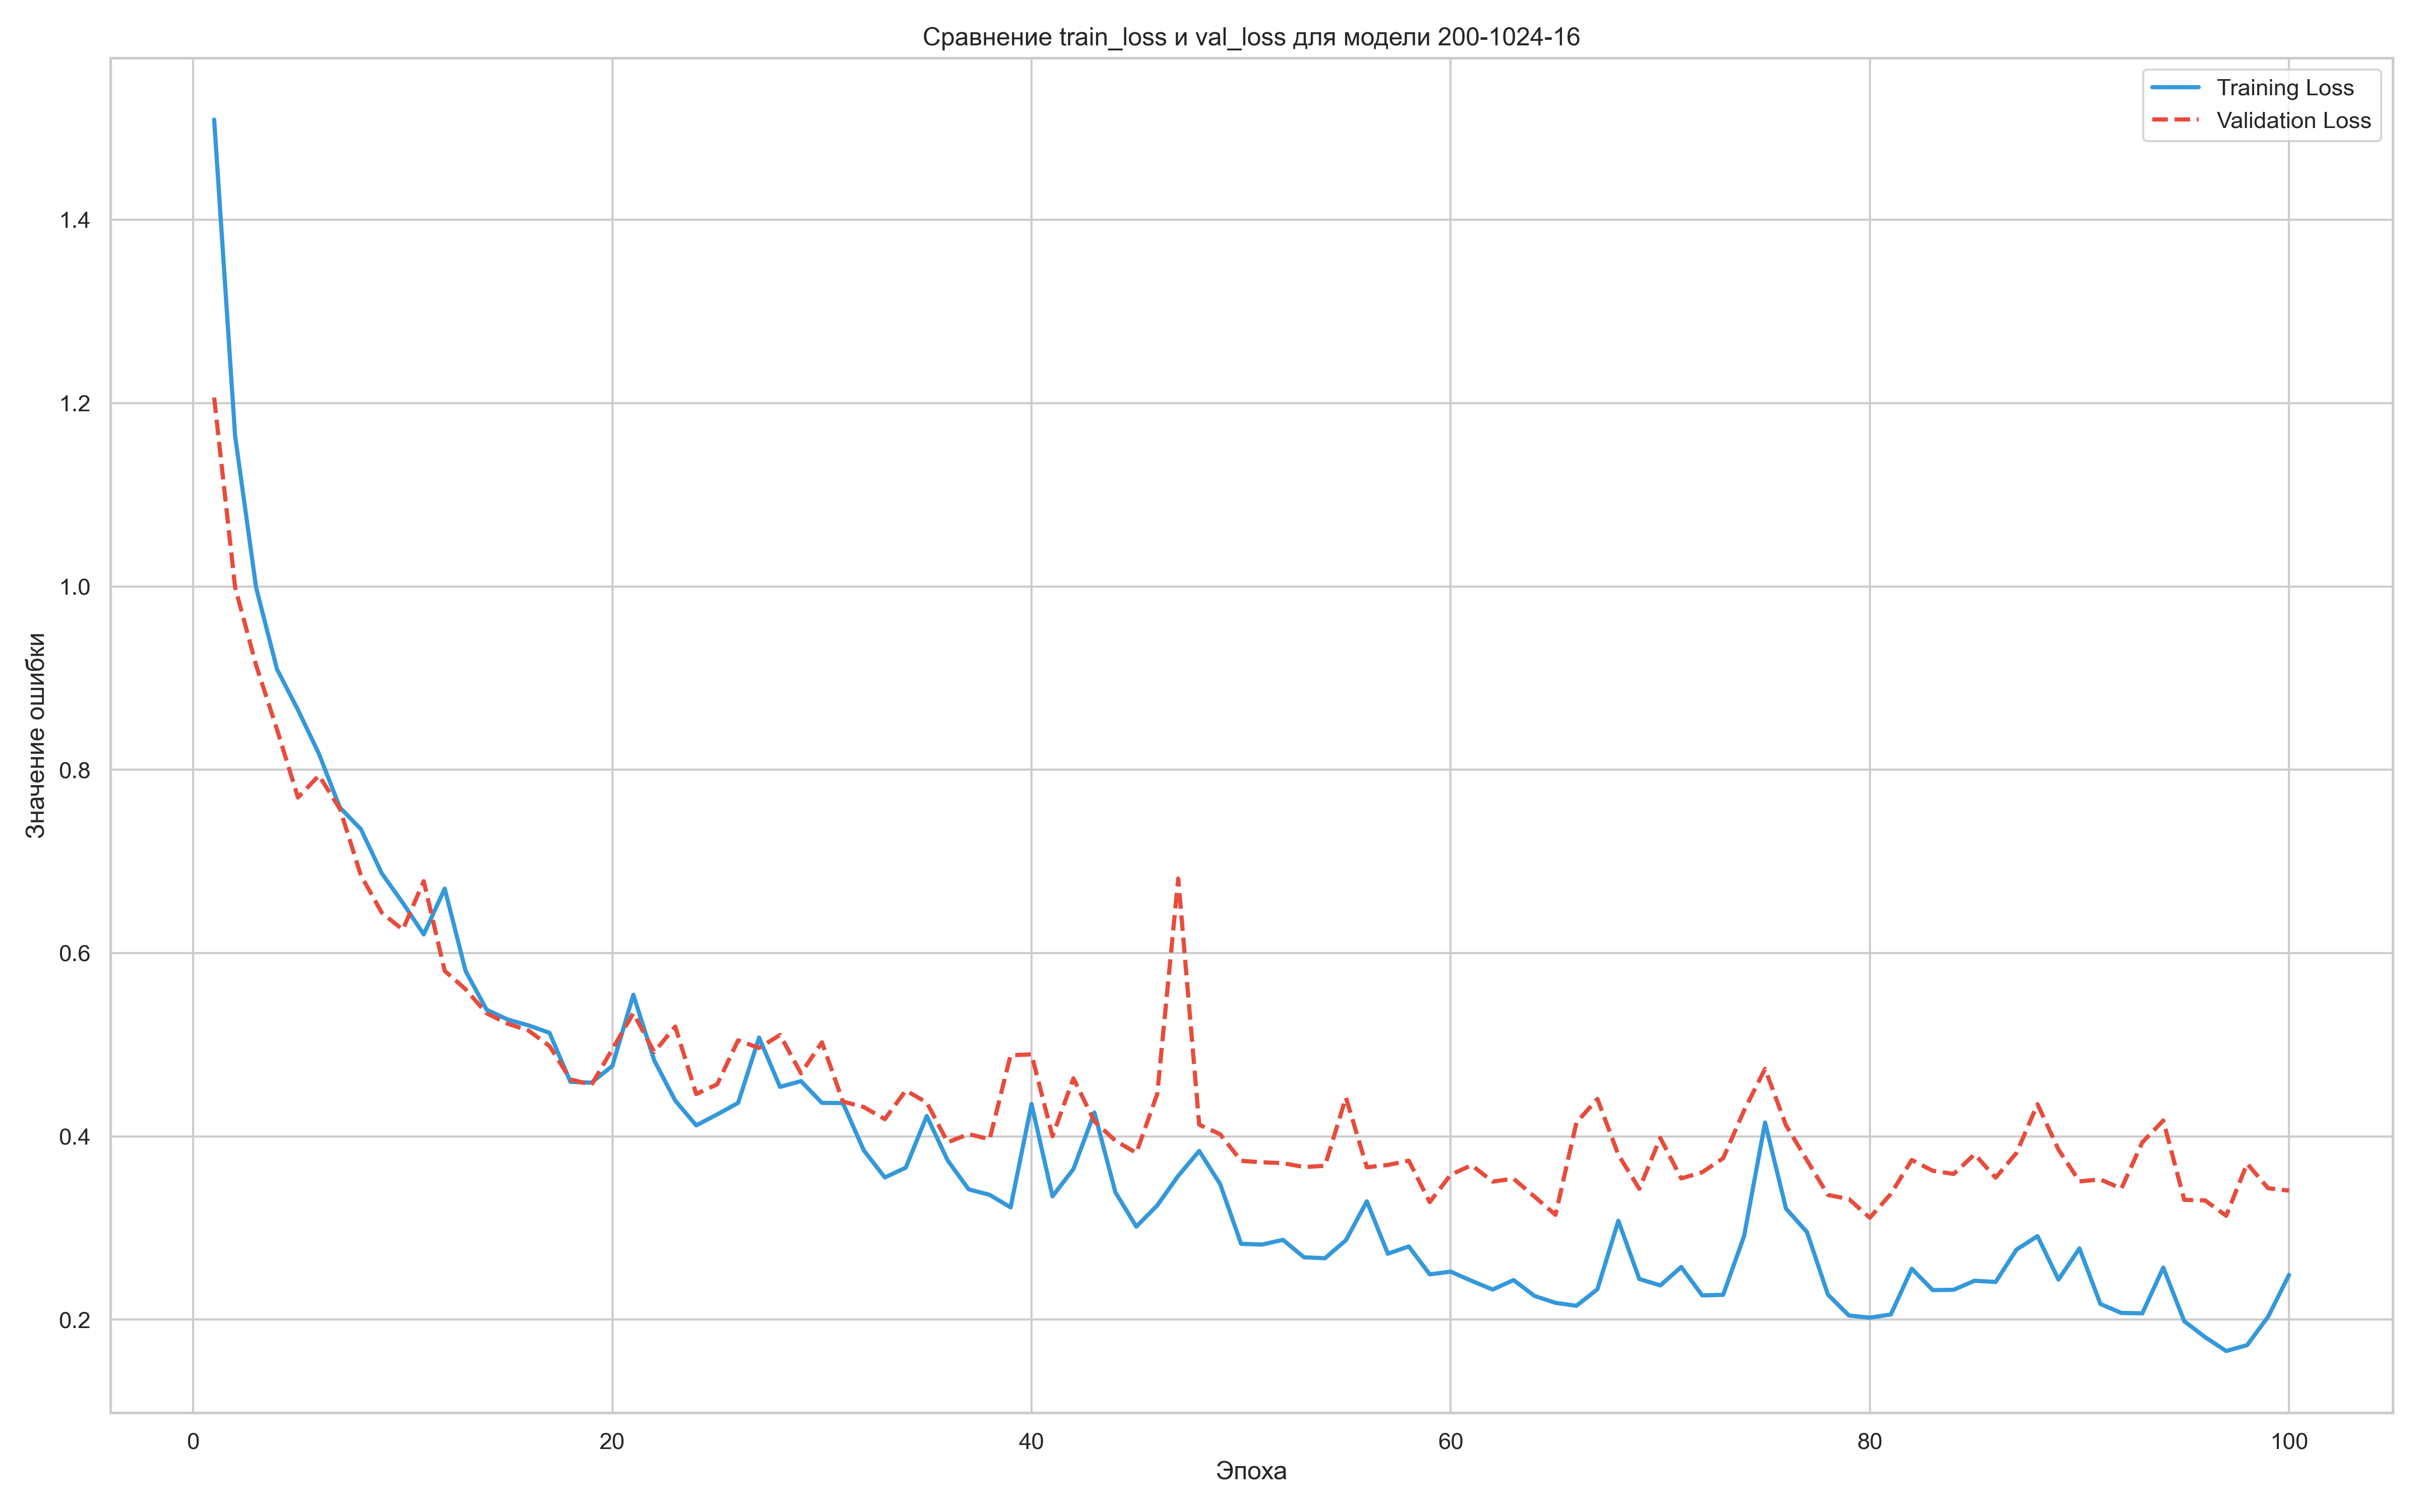 Сравнение train_loss и val_loss для модели 200-1024-16
Training Loss
Validation Loss
Значение ошибки
1.4
1.2
1.0
0.8
0.6
0.4
0.2
0
20
40
60
80
100
Эпоха